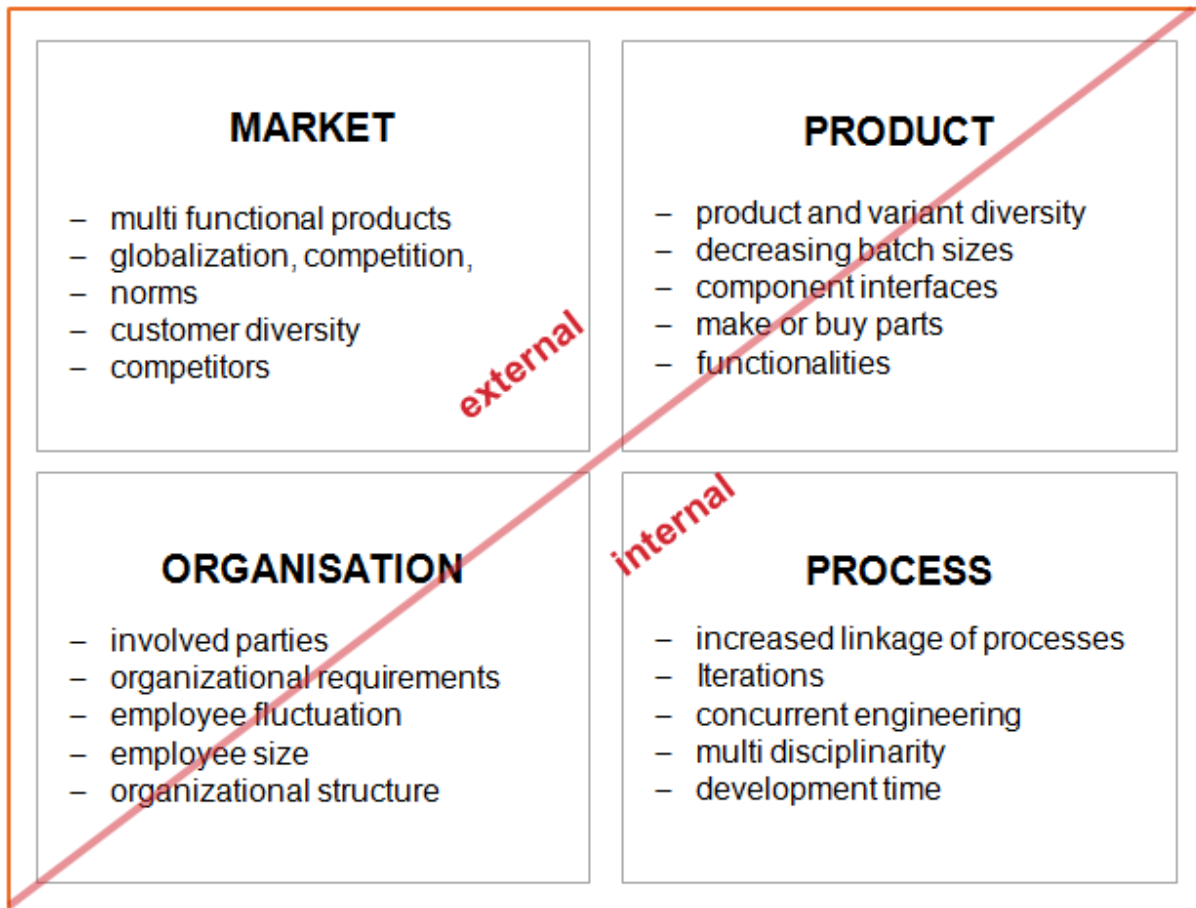 MARKET
– multi functional products
– globalization, competition,
– norms
– customer diversity
– competitors
external
PRODUCT
– product and variant diversity
– decreasing batch sizes
– component interfaces
– make or buy parts
– functionalities
ORGANISATION
– involved parties
– organizational requirements
– employee fluctuation
– employee size
– organizational structure
internal
PROCESS
– increased linkage of processes
– Iterations
– concurrent engineering
– multi disciplinarity
– development time